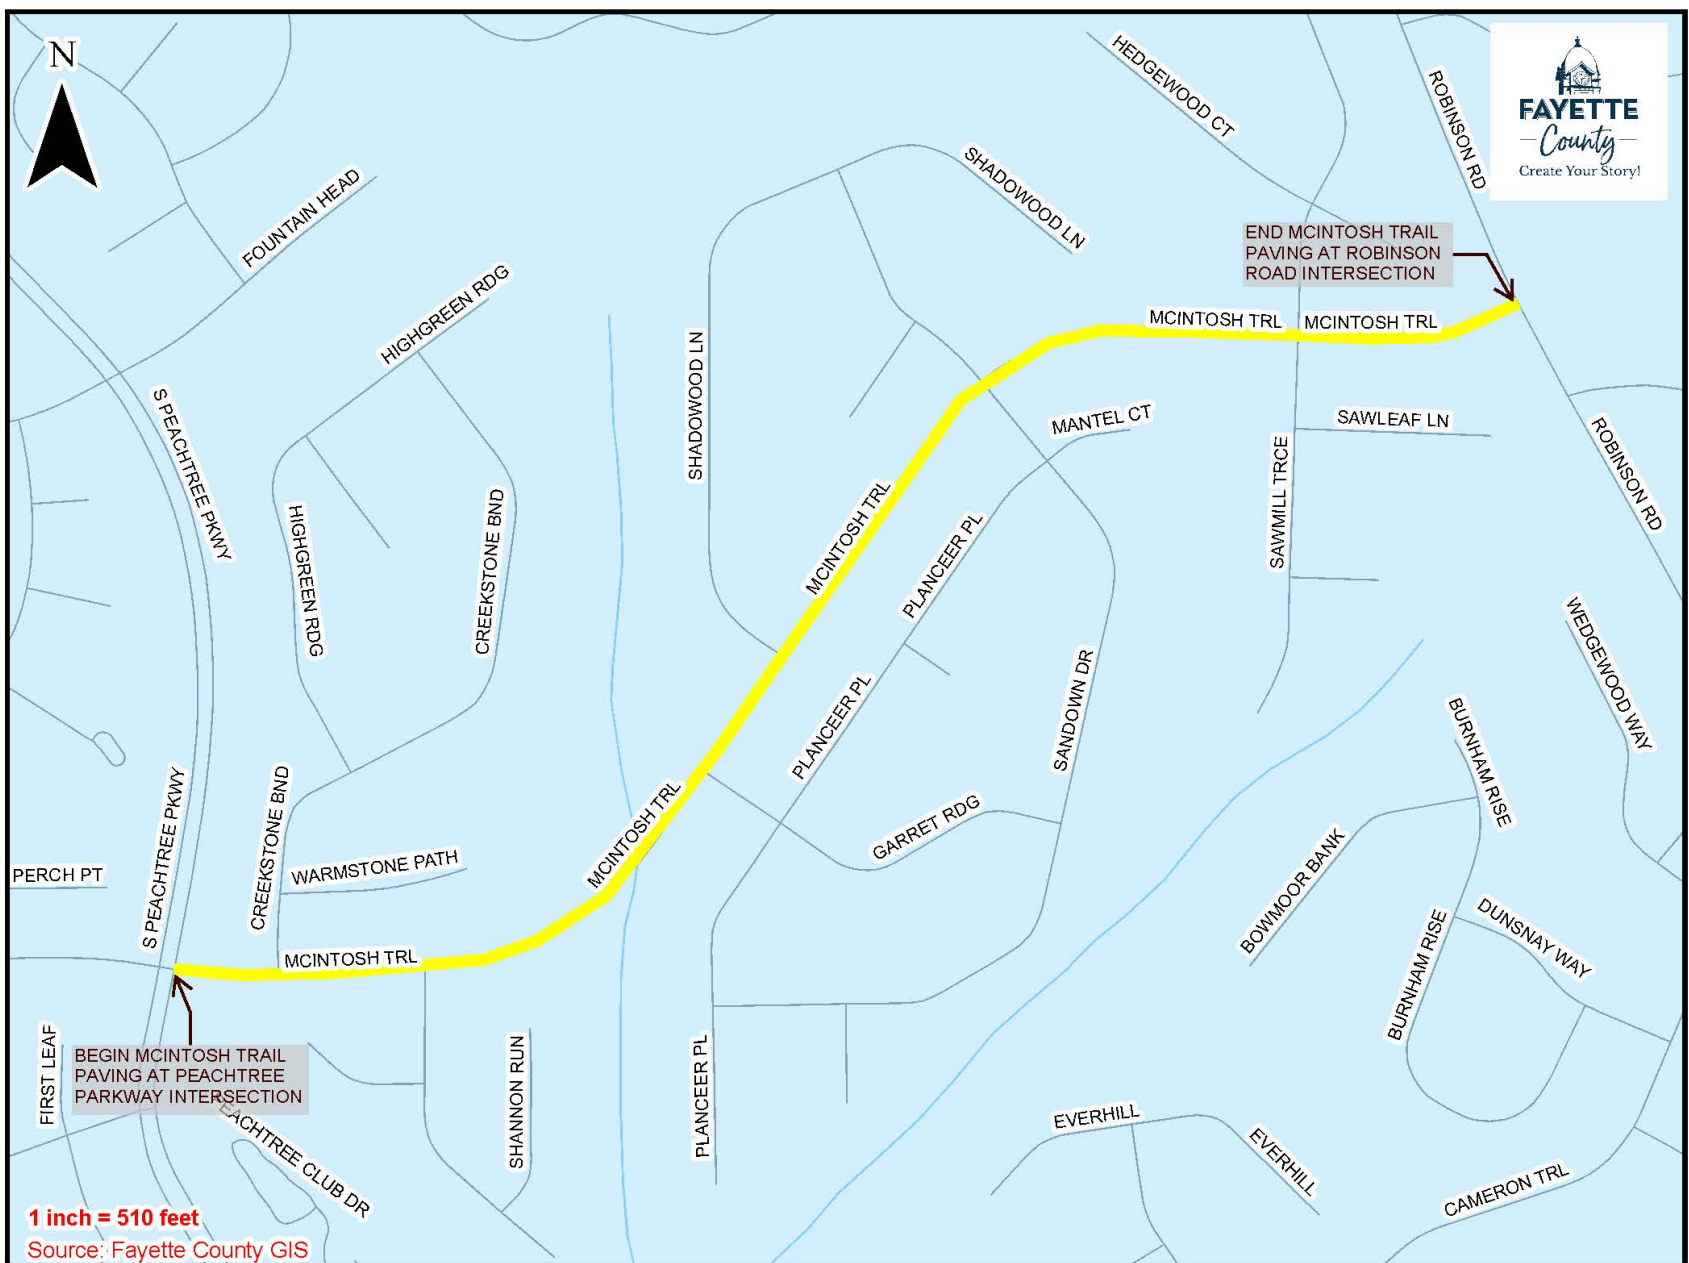 N
HEDGEWOOD CT
ROBINSON RD
FAYETTE
County
Create Your Story!
FOUNTAIN HEAD
SHADOWOOD LN
END MCINTOSH TRAIL
PAVING AT ROBINSON
ROAD INTERSECTION
HIGHGREEN RDG
MCINTOSH TRL
MCINTOSH TRL
SHADOWOOD LN
S PEACHTREE PKWY
MANTEL CT
SAWLEAF LN
ROBINSON RD
SAWMILL TRCE
HIGHGREEN RDG
CREEKSTONE BND
MCINTOSH TRL
PLANCEER PL
WEDGEWOOD WAY
SANDOWN DR
PLANCEER PL
BURNHAM RISE
S PEACHTREE PKWY
CREEKSTONE BND
MCINTOSH TRL
GARRET RDG
PERCH PT
WARMSTONE PATH
BOWMOOR BANK
BURNHAM RISE
DUNSNAY WAY
MCINTOSH TRL
FIRST LEAF
BEGIN MCINTOSH TRAIL
PAVING AT PEACHTREE
PARKWAY INTERSECTION
SHANNON RUN
PLANCEER PL
EACHTREE CLUB DR
EVERHILL
EVERHILL
CAMERON TRL
1 inch = 510 feet
Source: Fayette County GIS